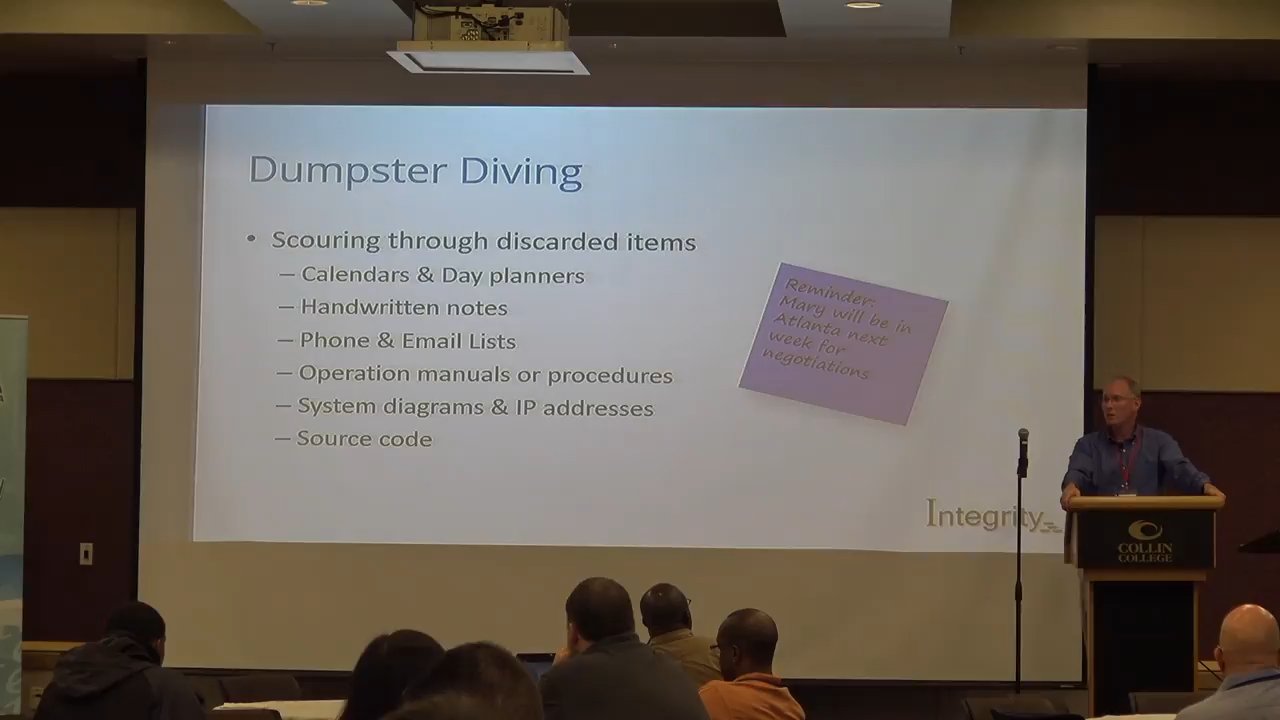 Dumpster Diving
• Scouring through discarded items
– Calendars & Day planners
– Handwritten notes
– Phone & Email Lists
– Operation manuals or procedures
– System diagrams & IP addresses
– Source code
Reminder:
Mary will be in
Atlanta next
week for
negotiations
Integrity
COLLIN
COLLEGE